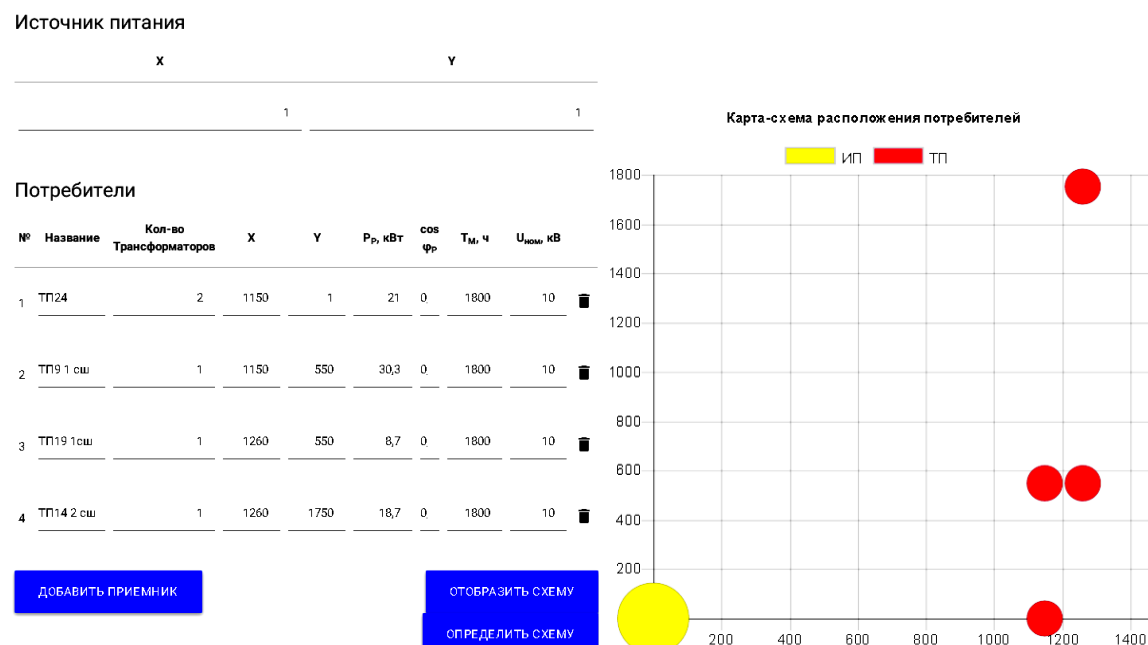 Источник питания
X Y
1 1
Потребители
№ Название Кол-во Трансформаторов X Y Pр, кВт cos φр Tм, ч Uном, кВ
1 ТП24 2 1150 1 21 0, 1800 10
2 ТП9 1 сш 1 1150 550 30,3 0, 1800 10
3 ТП19 1сш 1 1260 550 8,7 0, 1800 10
4 ТП14 2 сш 1 1260 1750 18,7 0, 1800 10
ДОБАВИТЬ ПРИЕМНИК
ОТОБРАЗИТЬ СХЕМУ
ОПРЕДЕЛИТЬ СХЕМУ
Карта-схема расположения потребителей
ИП ТП
1800
1600
1400
1200
1000
800
600
400
200
200 400 600 800 1000 1200 1400